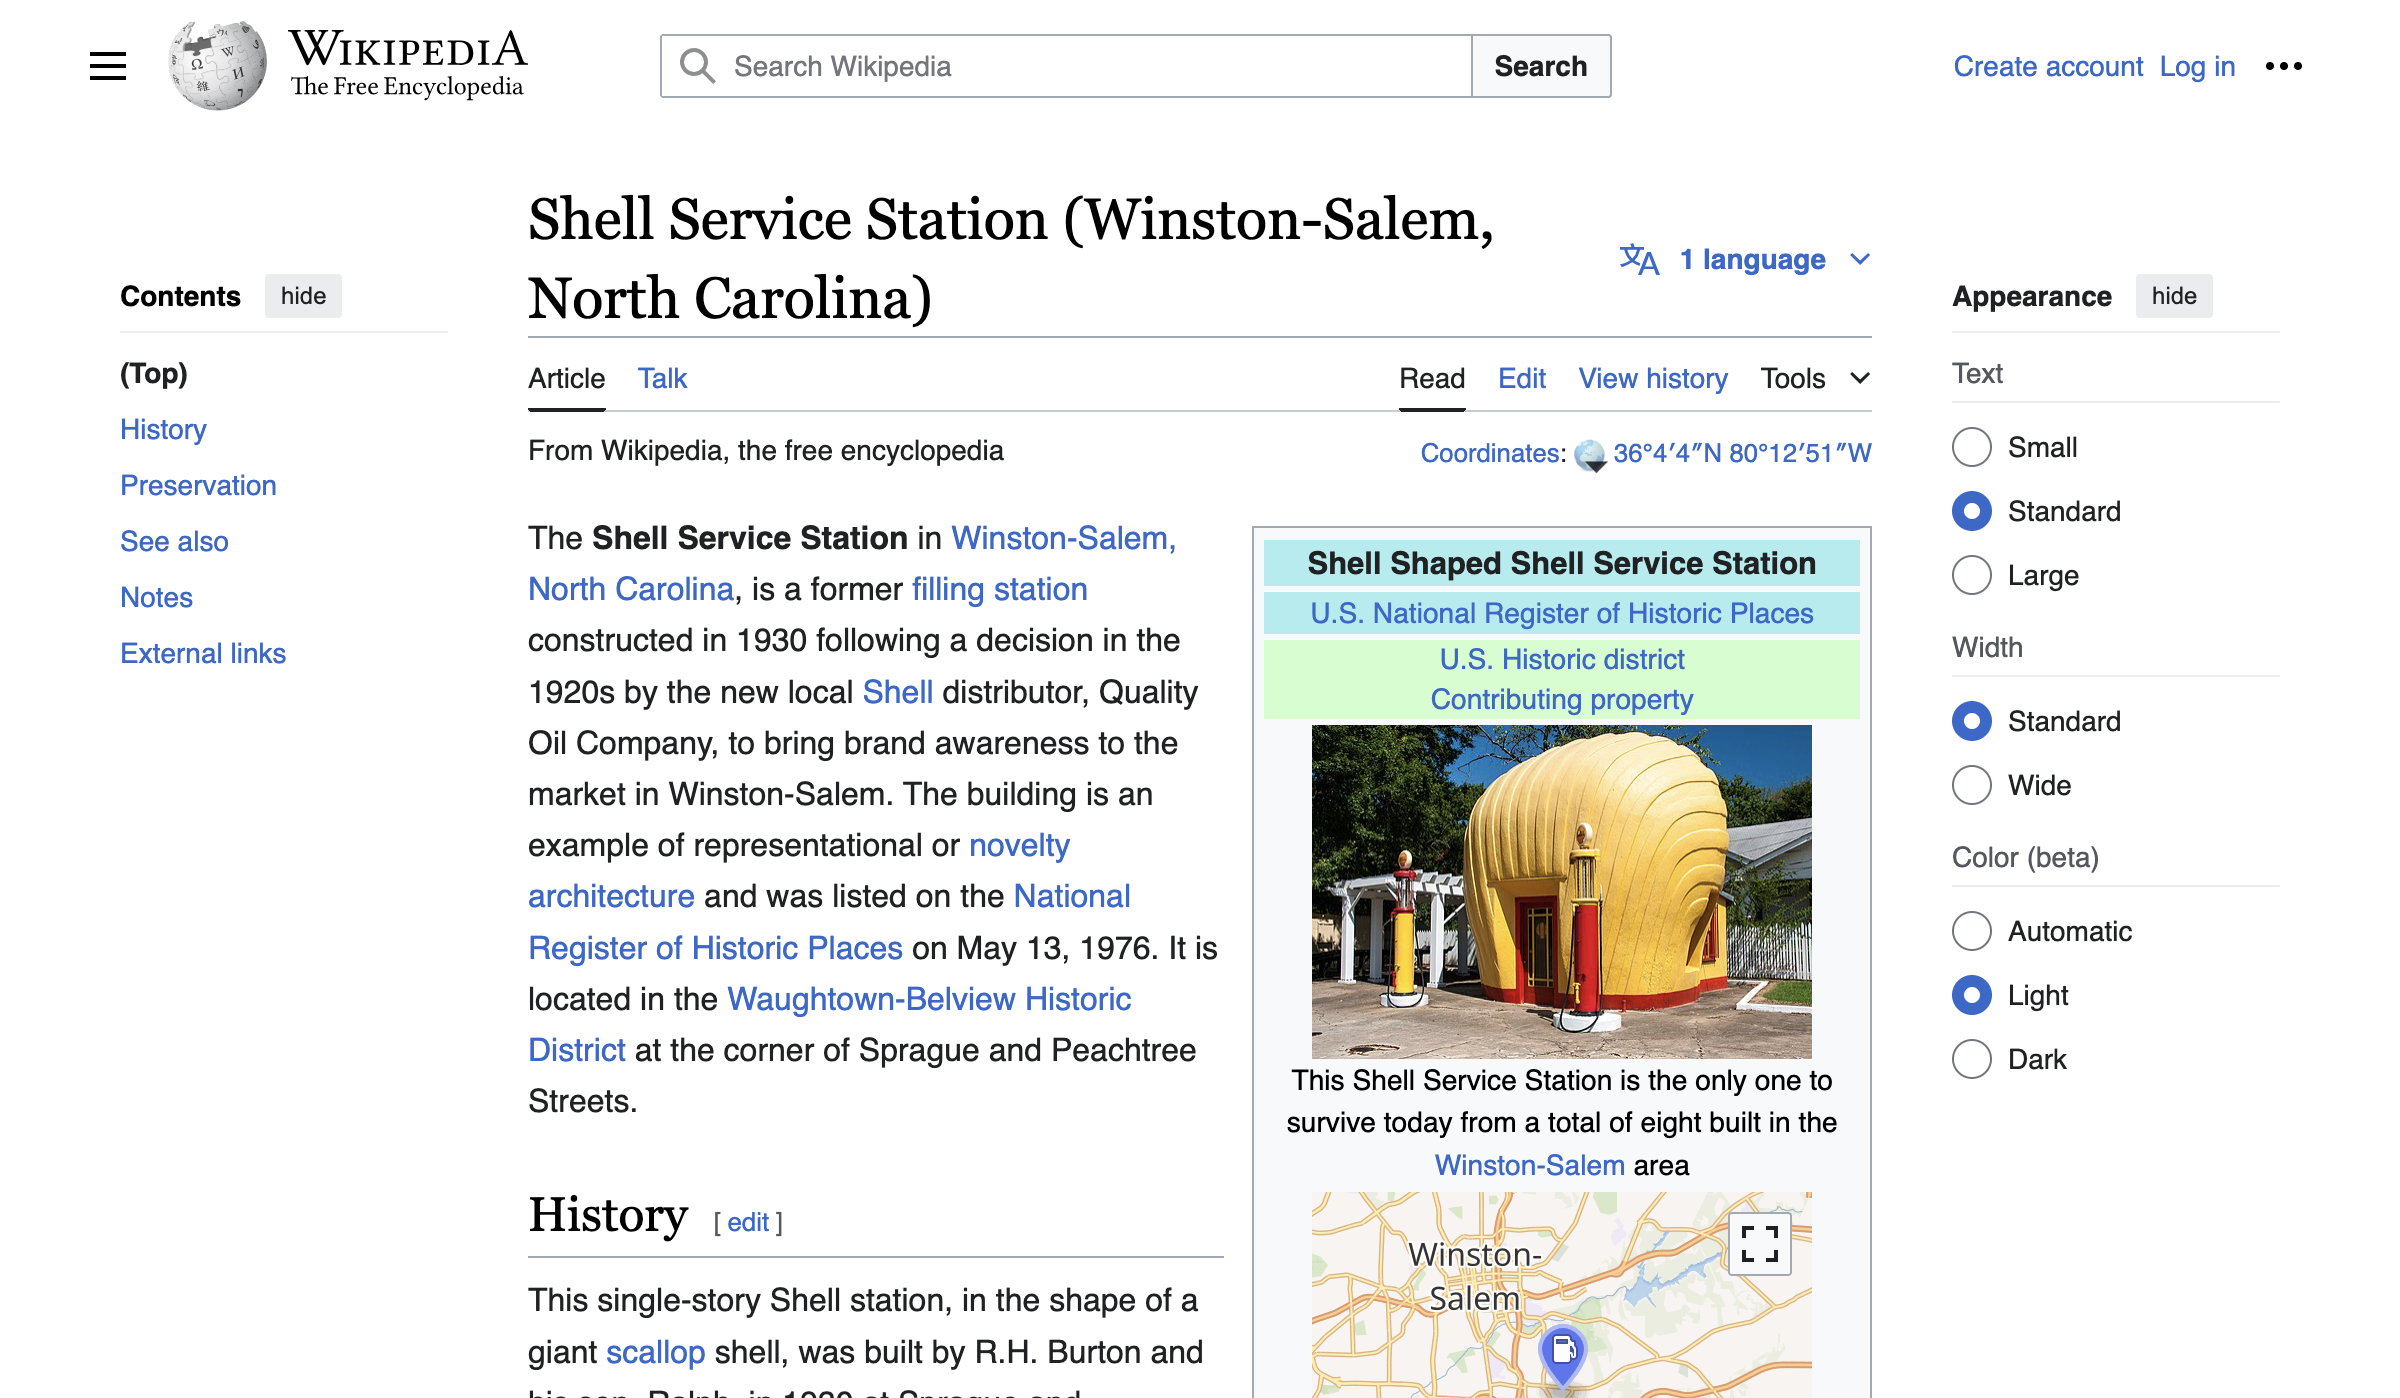 WIKIPEDIA
The Free Encyclopedia
Search Wikipedia
Search
Create account
Log in
Contents
hide
(Top)
History
Preservation
See also
Notes
External links
Shell Service Station (Winston-Salem,
North Carolina)
1 language
Article
Talk
Read
Edit
View history
Tools
From Wikipedia, the free encyclopedia
Coordinates: 36°4′4″N 80°12′51″W
The Shell Service Station in Winston-Salem,
North Carolina, is a former filling station
constructed in 1930 following a decision in the
1920s by the new local Shell distributor, Quality
Oil Company, to bring brand awareness to the
market in Winston-Salem. The building is an
example of representational or novelty
architecture and was listed on the National
Register of Historic Places on May 13, 1976. It is
located in the Waughtown-Belview Historic
District at the corner of Sprague and Peachtree
Streets.
History [ edit ]
This single-story Shell station, in the shape of a
giant scallop shell, was built by R.H. Burton and
Shell Shaped Shell Service Station
U.S. National Register of Historic Places
U.S. Historic district
Contributing property
This Shell Service Station is the only one to
survive today from a total of eight built in the
Winston-Salem area
Winston-
Salem
Appearance
hide
Text
Small
Standard
Large
Width
Standard
Wide
Color (beta)
Automatic
Light
Dark